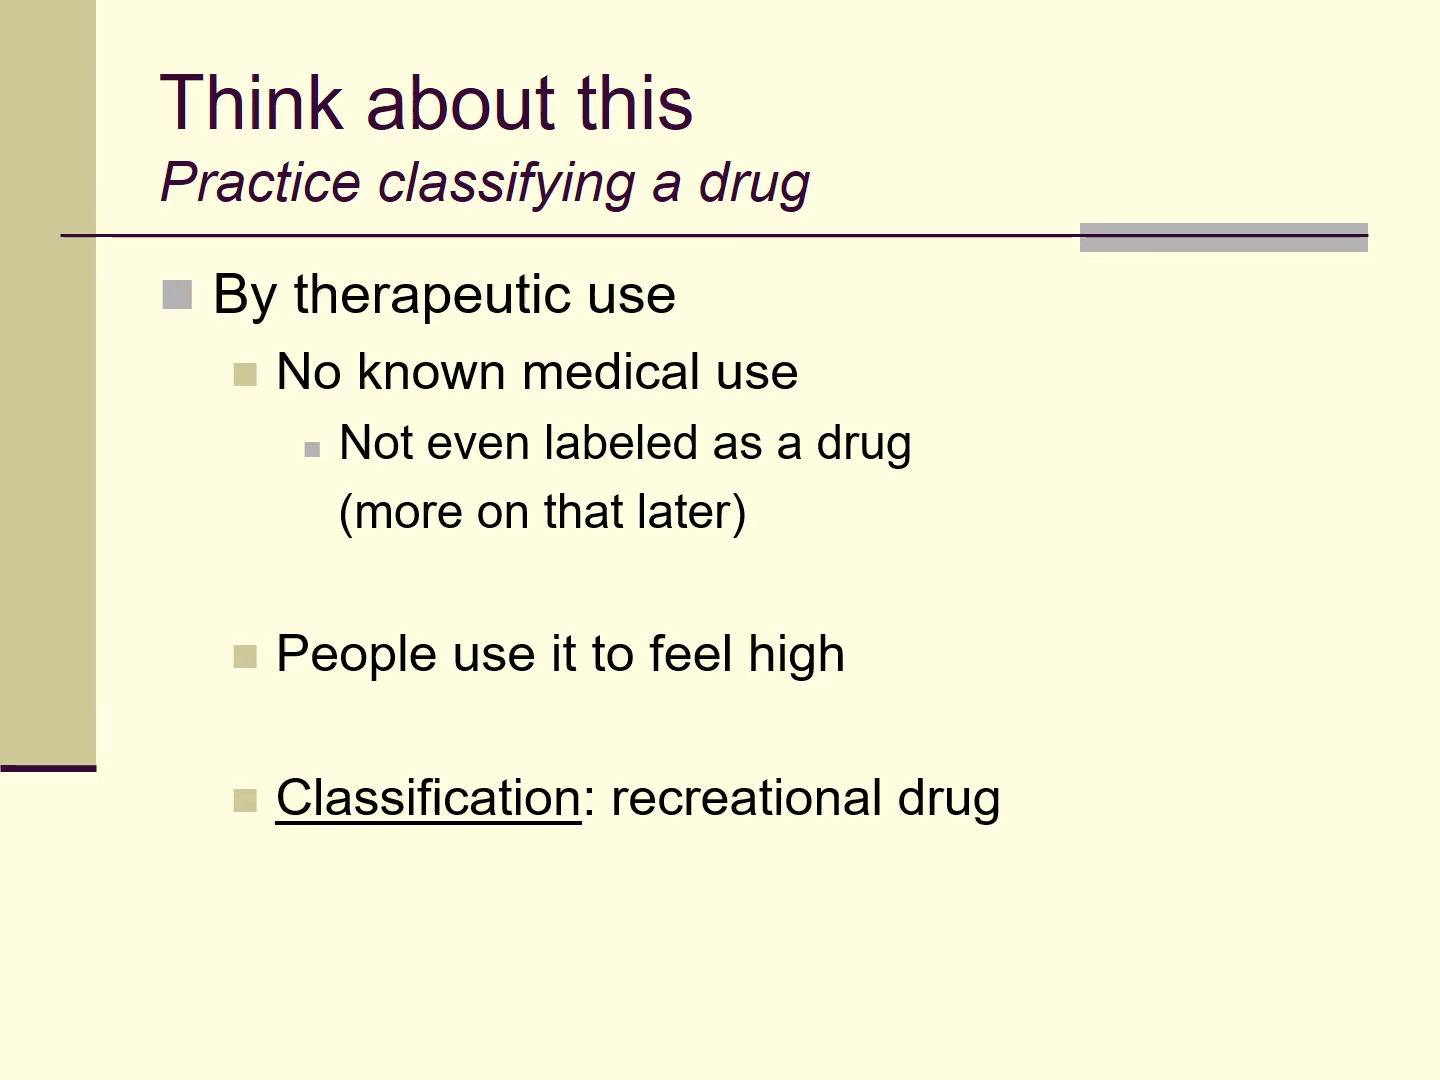 Think about this
Practice classifying a drug
By therapeutic use
No known medical use
Not even labeled as a drug
(more on that later)
People use it to feel high
Classification: recreational drug